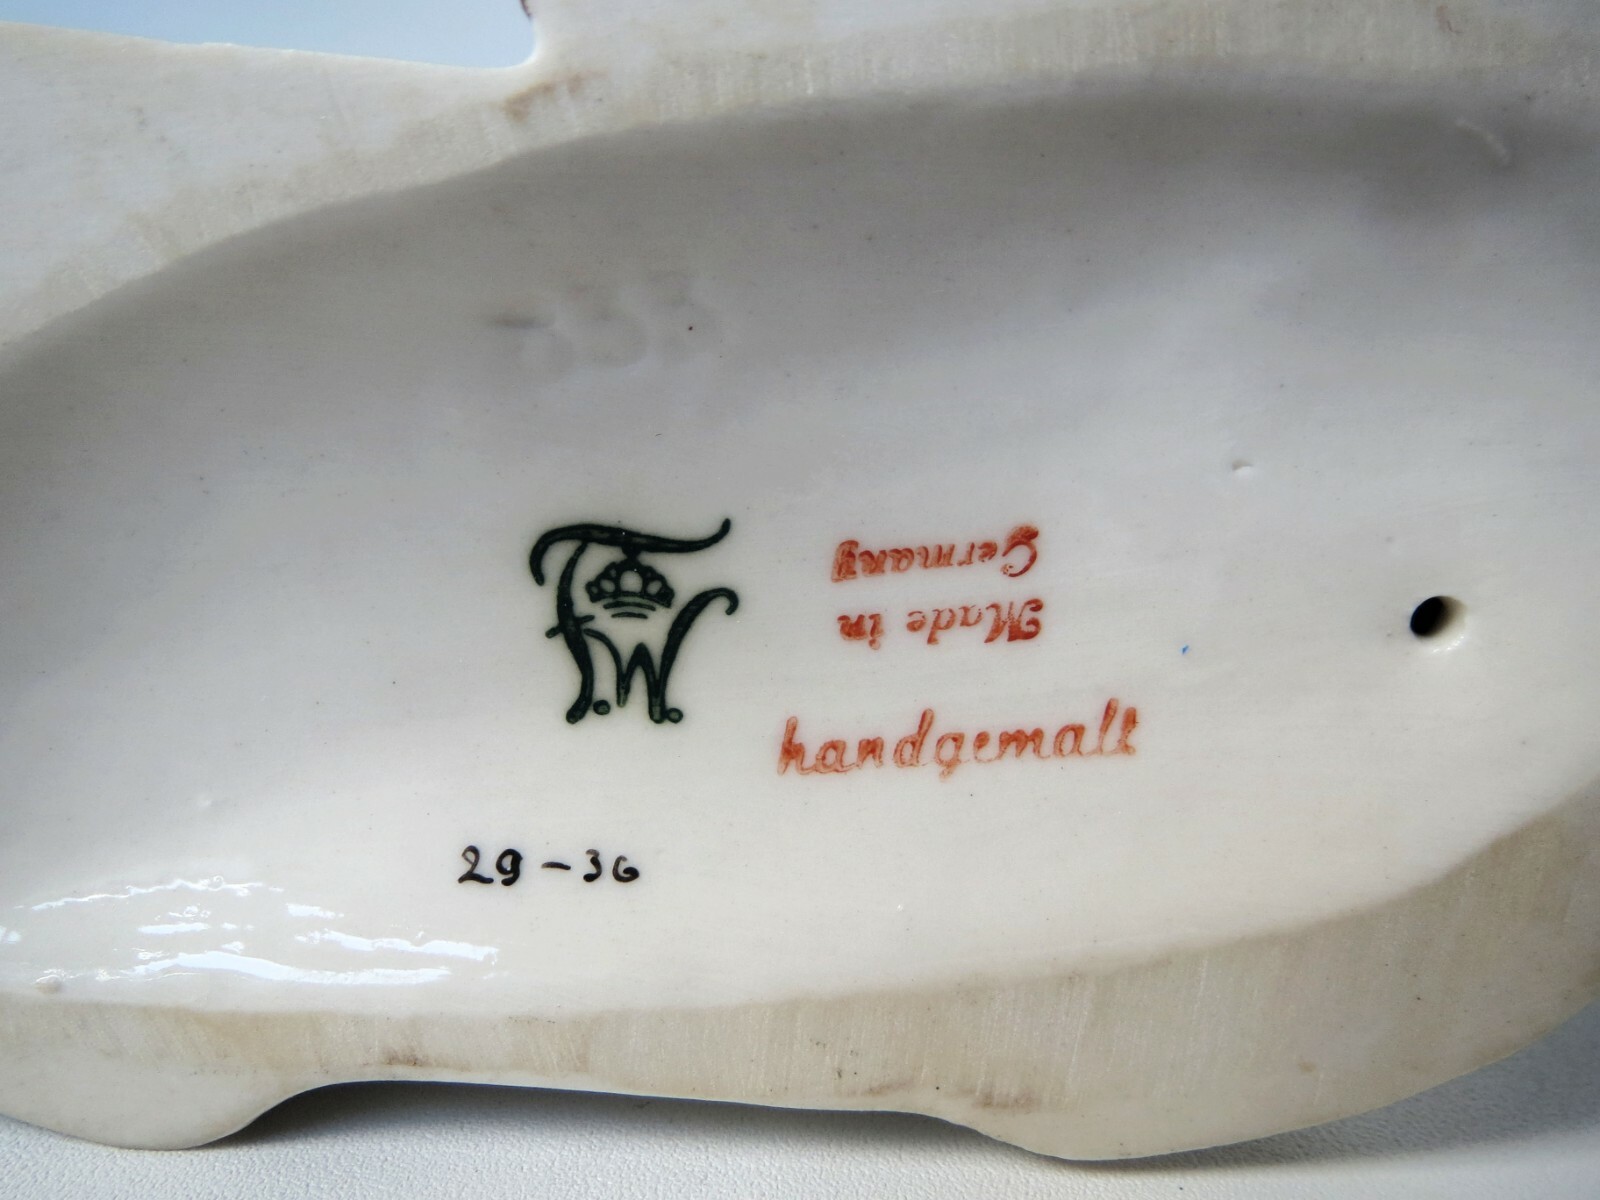 F.W.
Made in
Germany
handgemalt
29-36